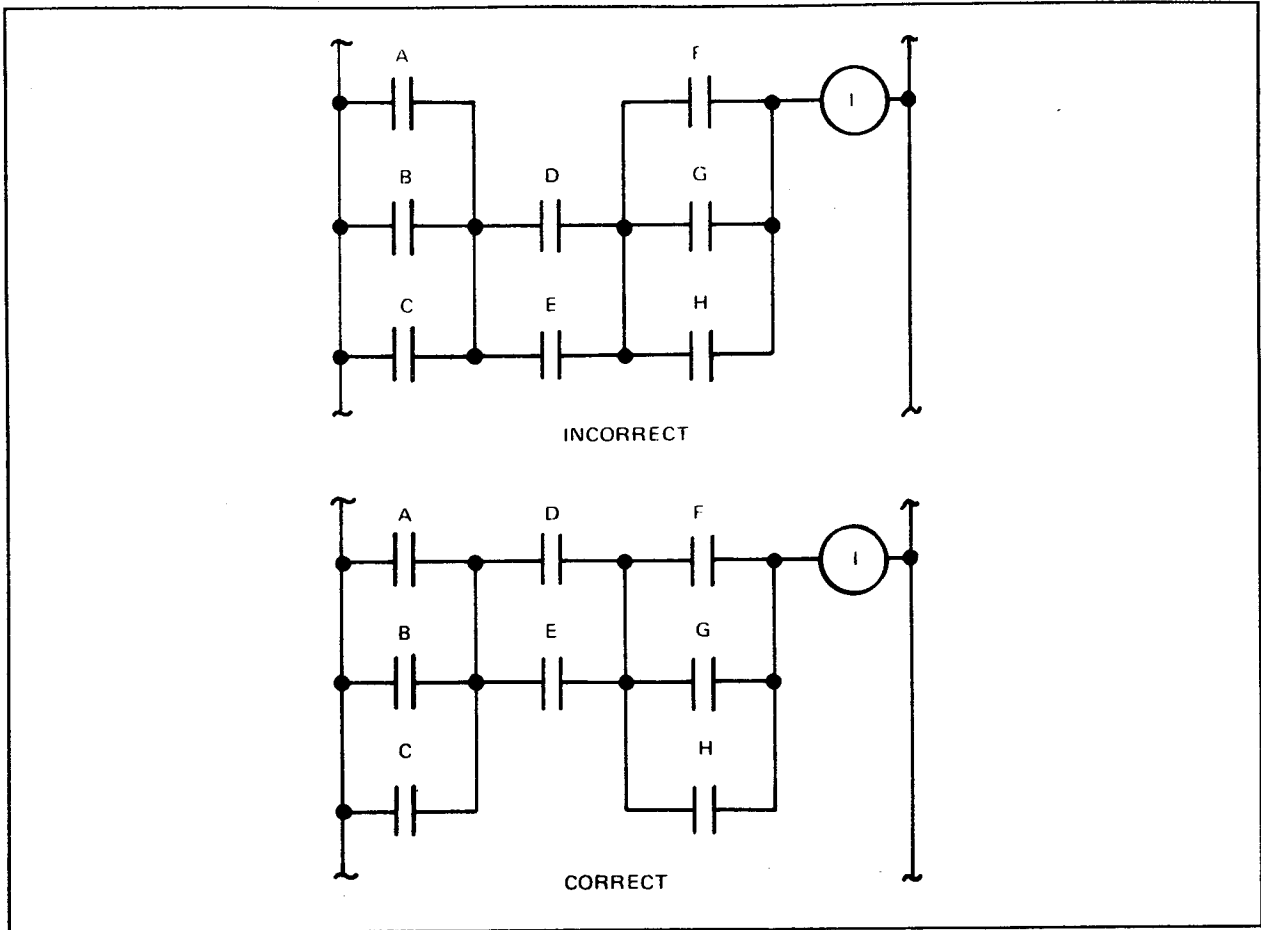 A F
I
B D G
C E H
INCORRECT
A D F
I
B E G
C H
CORRECT